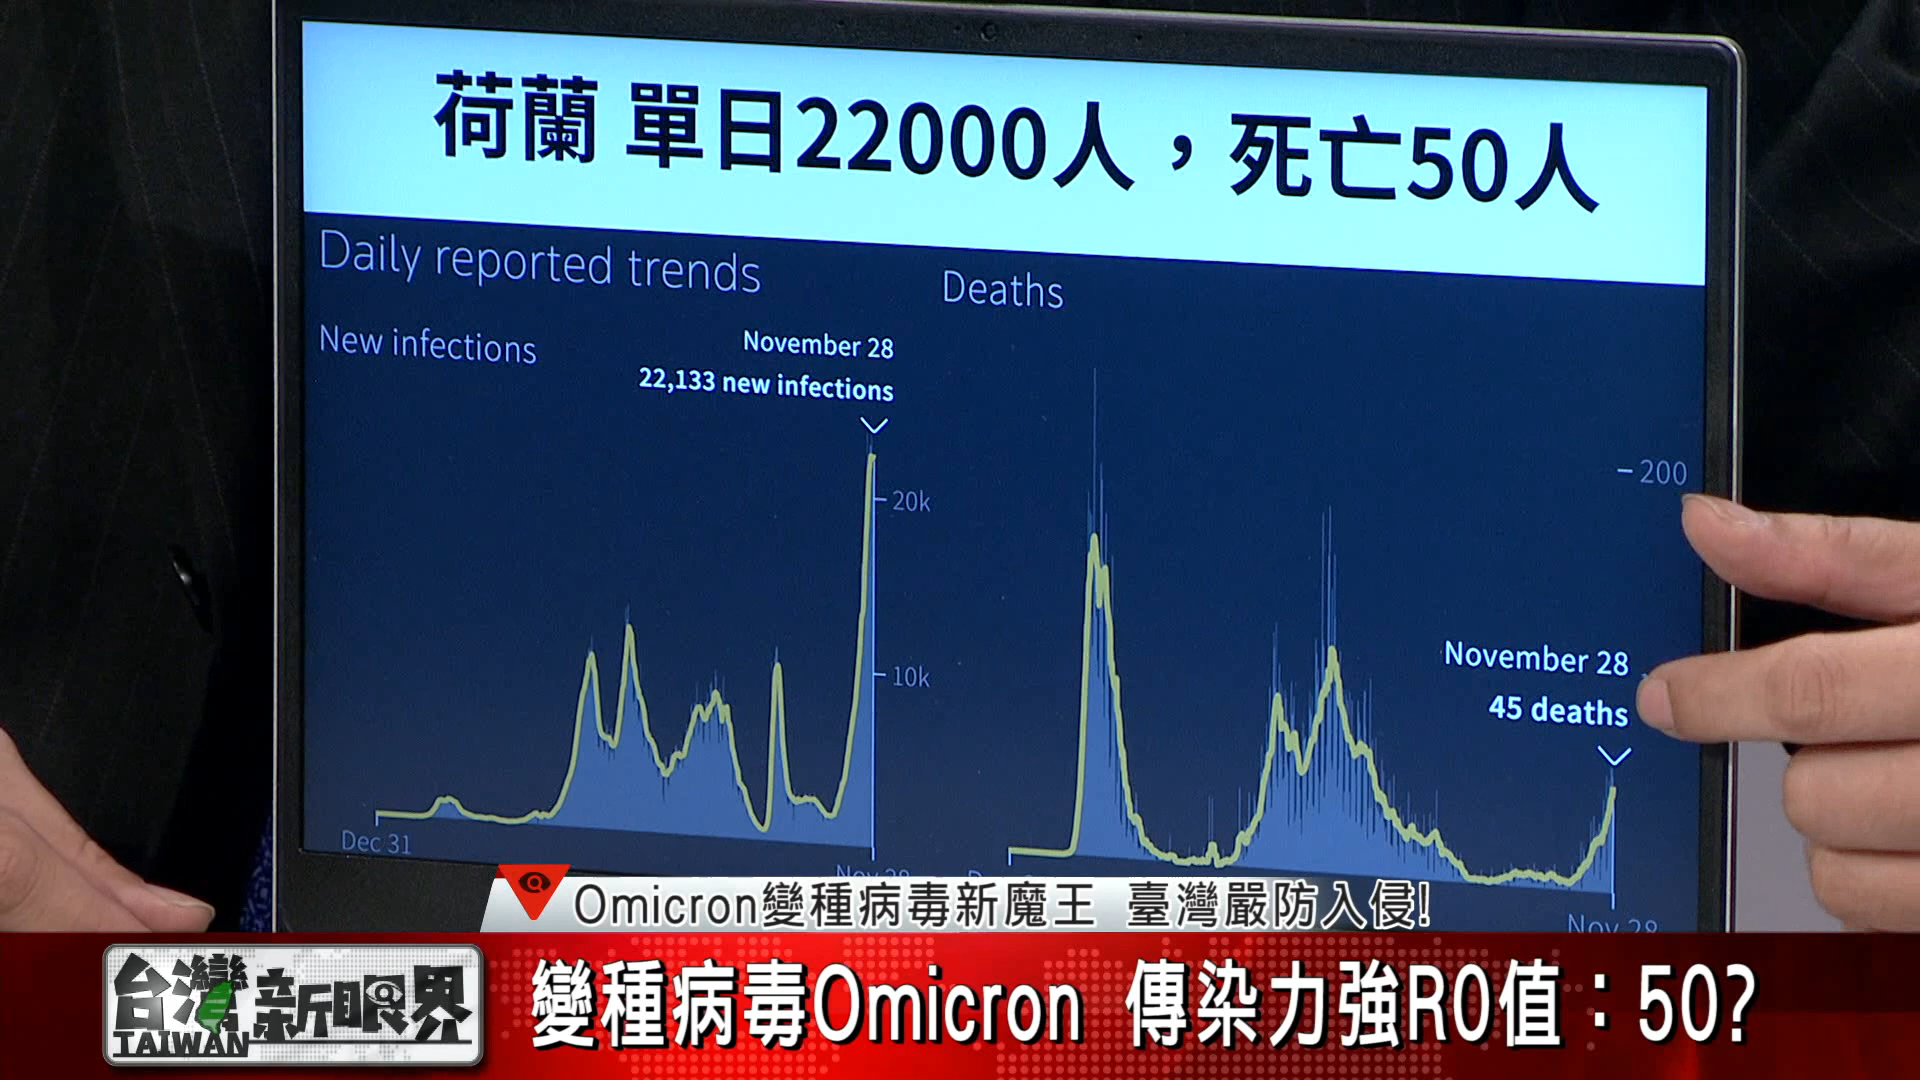 荷蘭 單日22000人，死亡50人
Daily reported trends
New infections
November 28
22,133 new infections
20k
10k
Dec 31
Nov 28
Deaths
200
November 28
45 deaths
Nov 28
Omicron變種病毒新魔王 臺灣嚴防入侵!
台灣新眼界
TAIWAN
變種病毒Omicron 傳染力強R0值：50?